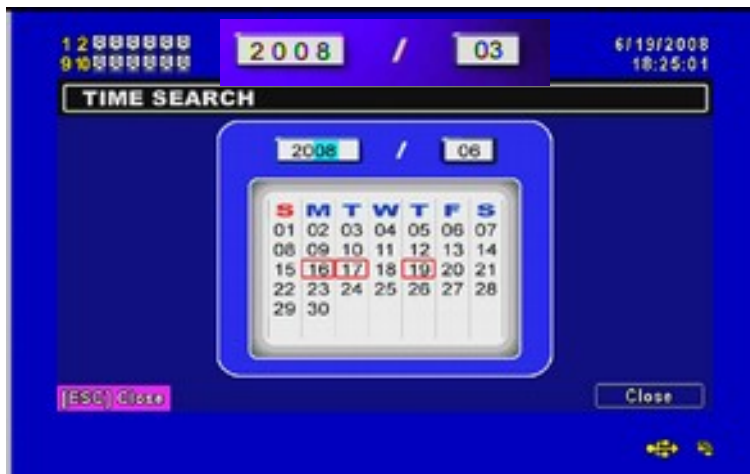 1 2
9 10
2008 / 03
6/19/2008
18:25:01
TIME SEARCH
2008 / 06
S M T W T F S
01 02 03 04 05 06 07
08 09 10 11 12 13 14
15 16 17 18 19 20 21
22 23 24 25 26 27 28
29 30
[ESC] Close
Close